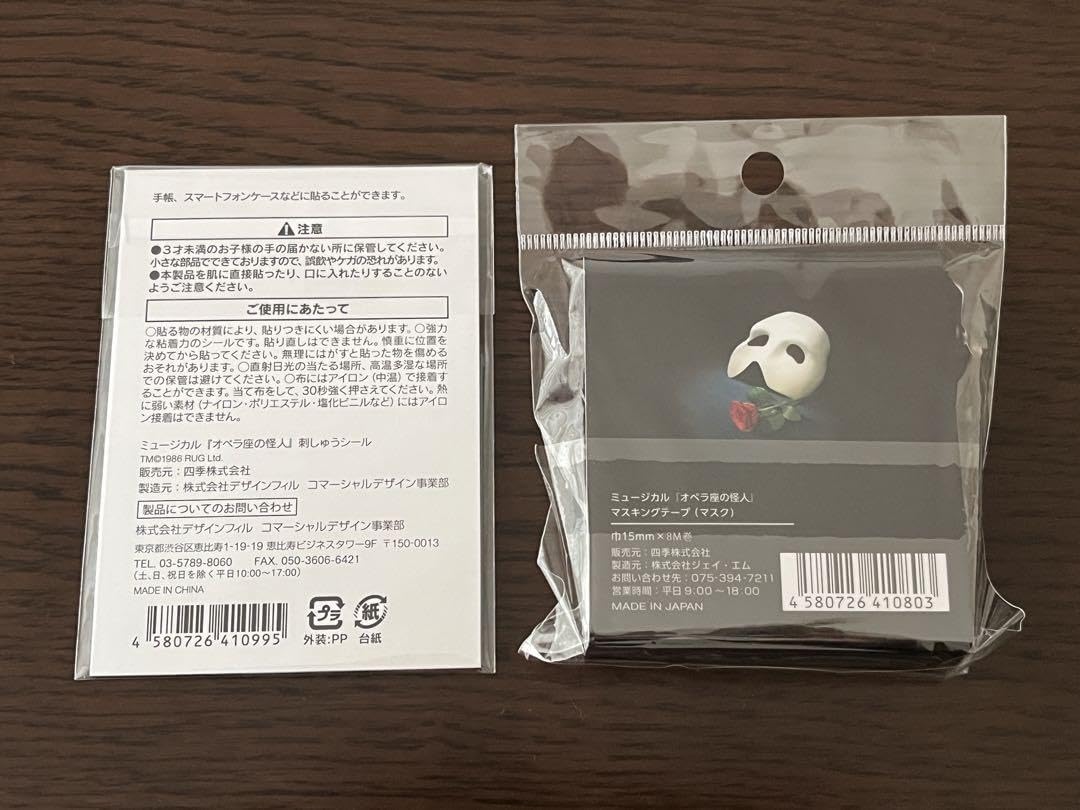 手帳、スマートフォンケースなどに貼ることができます。
注意
●3才未満のお子様の手の届かない所に保管してください。
小さな部品でできておりますので、誤飲やケガの恐れがあります。
●本製品を肌に直接貼ったり、口に入れたりすることのない
ようご注意ください。
ご使用にあたって
○貼る物の材質により、貼りつきにくい場合があります。○強力
な粘着力のシールです。貼り直しはできません。慎重に位置を
決めてから貼ってください。無理にはがすと貼った物を傷める
おそれがあります。○直射日光の当たる場所、高温多湿な場所
での保管は避けてください。○布にはアイロン（中温）で接着す
ることができます。当て布をして、30秒強く押さえてください。熱
に弱い素材（ナイロン・ポリエステル・塩化ビニルなど）にはアイロ
ン接着はできません。
ミュージカル『オペラ座の怪人』刺しゅうシール
TM©1986 RUG Ltd.
販売元：四季株式会社
製造元：株式会社デザインフィル コマーシャルデザイン事業部
製品についてのお問い合わせ
株式会社デザインフィル コマーシャルデザイン事業部
東京都渋谷区恵比寿1-19-19 恵比寿ビジネスタワー9F 〒150-0013
TEL. 03-5789-8060 FAX. 050-3606-6421
（土、日、祝日を除く平日10:00〜17:00）
MADE IN CHINA
4 580726 410995
プラ
外装:PP
紙
台紙
ミュージカル『オペラ座の怪人』
マスキングテープ（マスク）
巾15mm×8M巻
販売元：四季株式会社
製造元：株式会社ジェイ・エム
お問い合わせ先：075-394-7211
営業時間：平日9:00〜18:00
MADE IN JAPAN
4 580726 410803